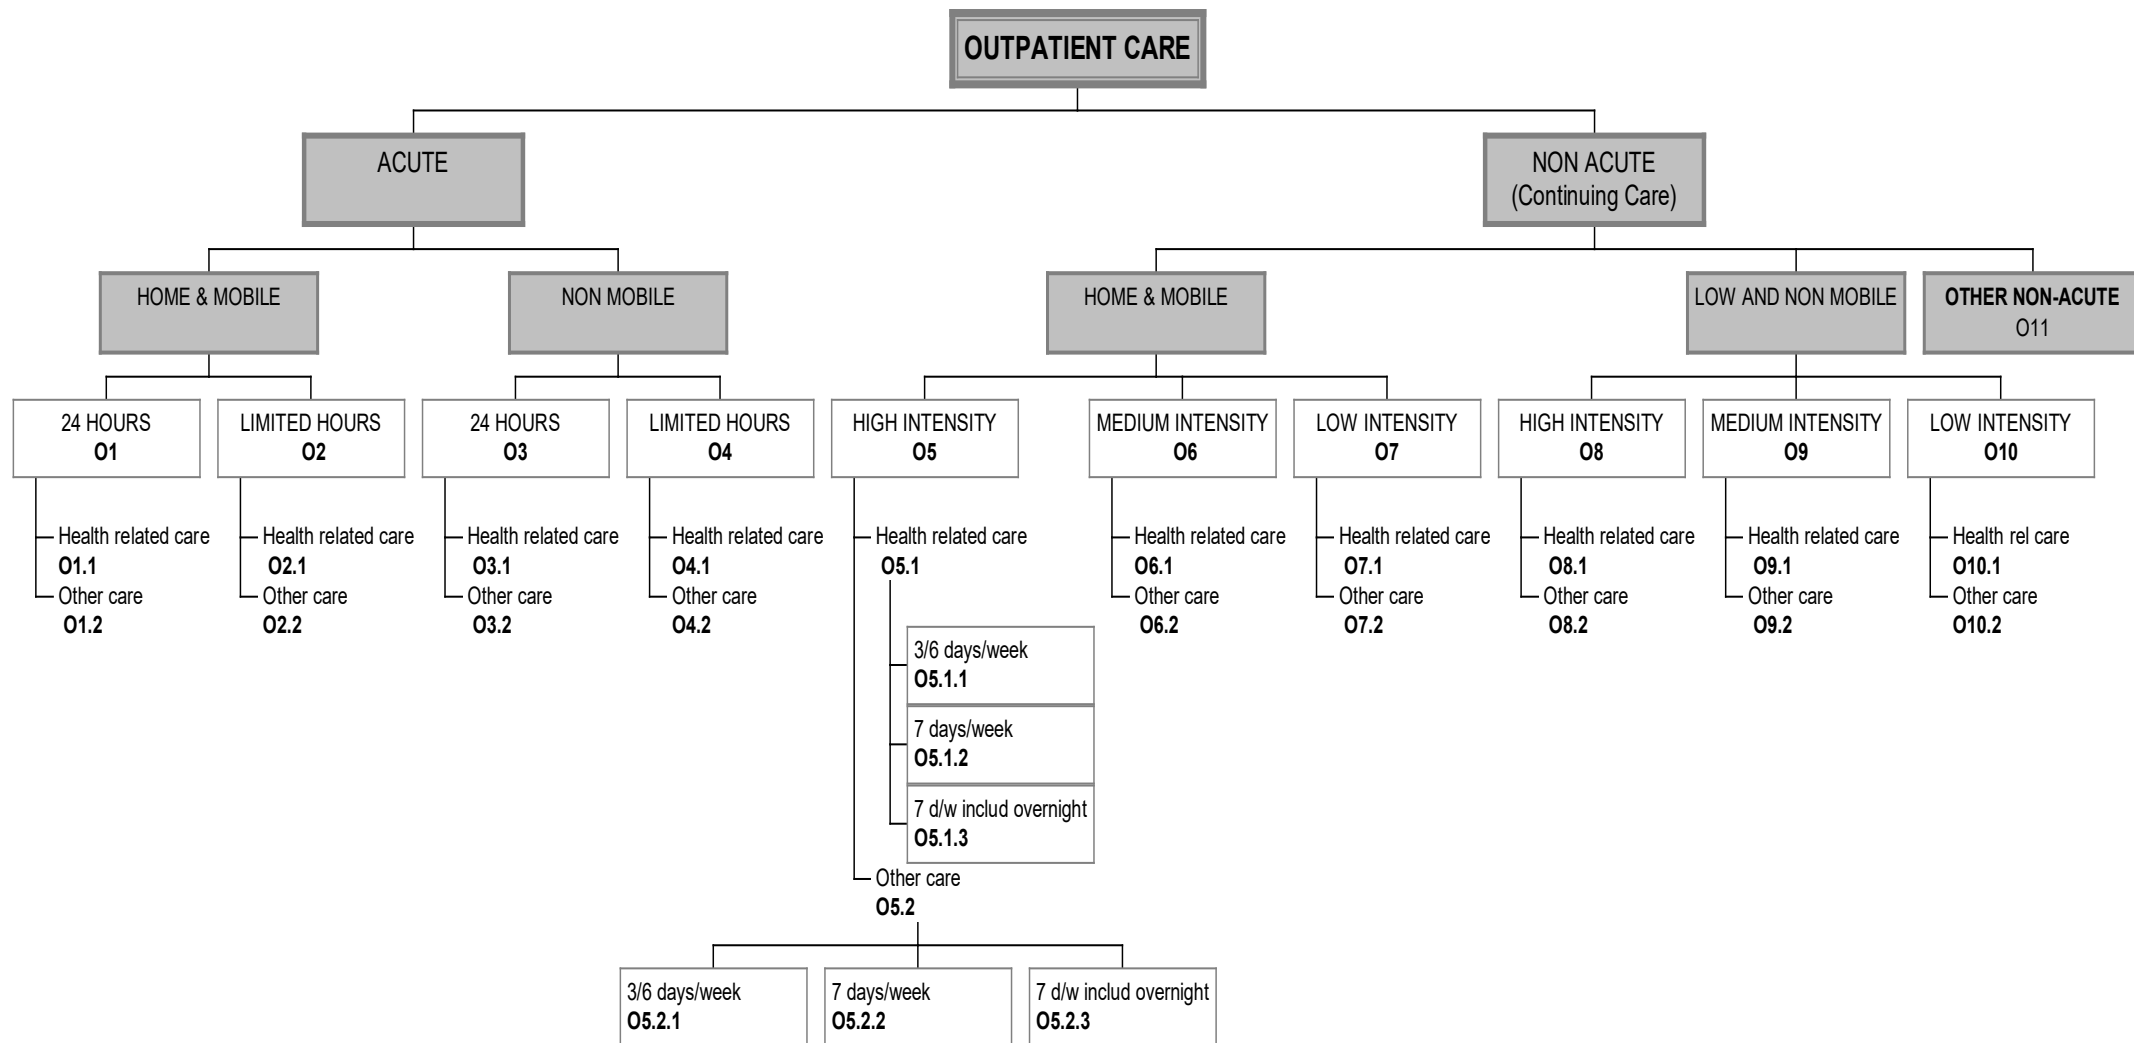 OUTPATIENT CARE
ACUTE
NON ACUTE
(Continuing Care)
HOME & MOBILE
NON MOBILE
HOME & MOBILE
LOW AND NON MOBILE
OTHER NON-ACUTE
O11
24 HOURS
O1
LIMITED HOURS
O2
24 HOURS
O3
LIMITED HOURS
O4
HIGH INTENSITY
O5
MEDIUM INTENSITY
O6
LOW INTENSITY
O7
HIGH INTENSITY
O8
MEDIUM INTENSITY
O9
LOW INTENSITY
O10
Health related care
O1.1
Other care
O1.2
Health related care
O2.1
Other care
O2.2
Health related care
O3.1
Other care
O3.2
Health related care
O4.1
Other care
O4.2
Health related care
O5.1
3/6 days/week
O5.1.1
7 days/week
O5.1.2
7 d/w includ overnight
O5.1.3
Other care
O5.2
3/6 days/week
O5.2.1
7 days/week
O5.2.2
7 d/w includ overnight
O5.2.3
Health related care
O6.1
Other care
O6.2
Health related care
O7.1
Other care
O7.2
Health related care
O8.1
Other care
O8.2
Health related care
O9.1
Other care
O9.2
Health rel care
O10.1
Other care
O10.2